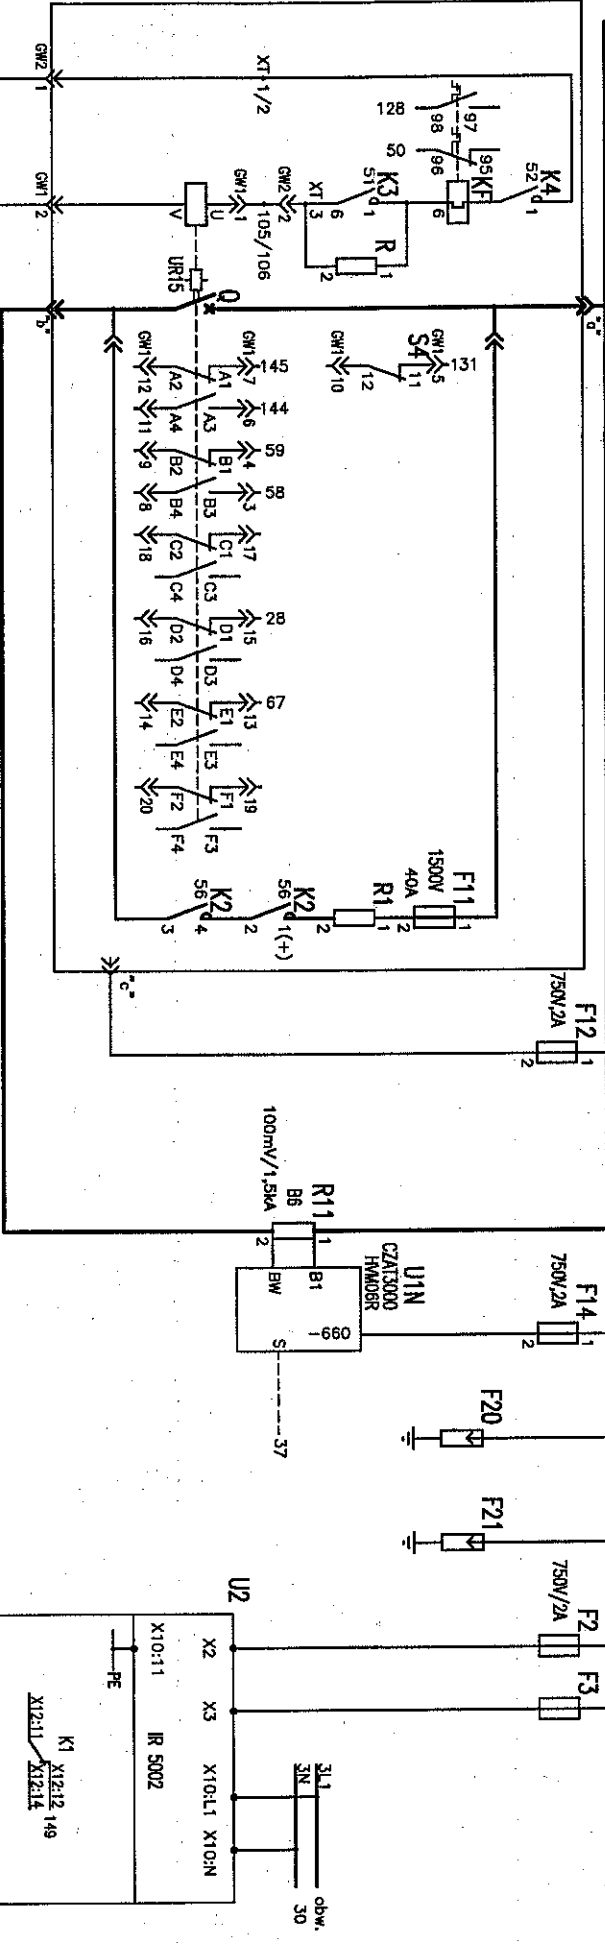 GW2
1
XT 1/2
128
98
97
50
96
95
KF
6
K4
52
1
GW1
2
V
U
GW1
1
105/106
GW2
2
XT
3
6
K3
51
1
R
2
1
UR15
Q
"b"
"a"
GW1
12
A2
A1
GW1
7
145
11
A4
A3
6
144
9
B2
B1
4
59
8
B4
B3
3
58
18
C2
C1
17
C4
C3
16
D2
D1
15
28
D4
D3
14
E2
E1
13
67
E4
E3
20
F2
F1
19
F4
F3
GW1
10
12
S4
11
GW1
5
131
3
56
K2
4
2
56
K2
1(+)
2
R1
1
2
F11
1500V
40A
1
"c"
F12
750V,2A
2
1
R11
B6
100mV/1,5kA
2
1
U1N
CZAT3000
HVM06R
BW
B1
-660
S
37
F14
750V,2A
2
1
F20
F21
U2
F2
750V/2A
F3
X10:11
X2
X3
PE
IR 5002
X10:L1
X10:N
3N
3L1
obw.
30
K1
X12:11
X12:12
X12:14
149